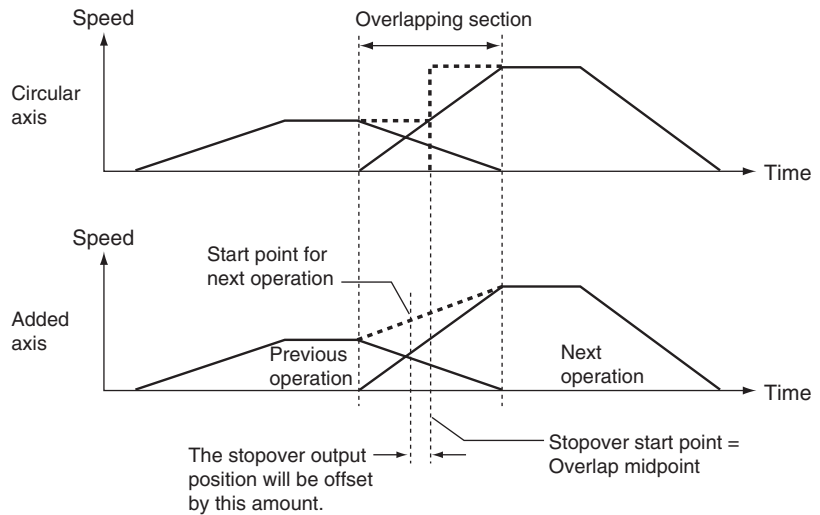 Speed
Overlapping section
Circular
axis
Time
Speed
Start point for
next operation
Added
axis
Previous
operation
Next
operation
Time
The stopover output
position will be offset
by this amount.
Stopover start point =
Overlap midpoint